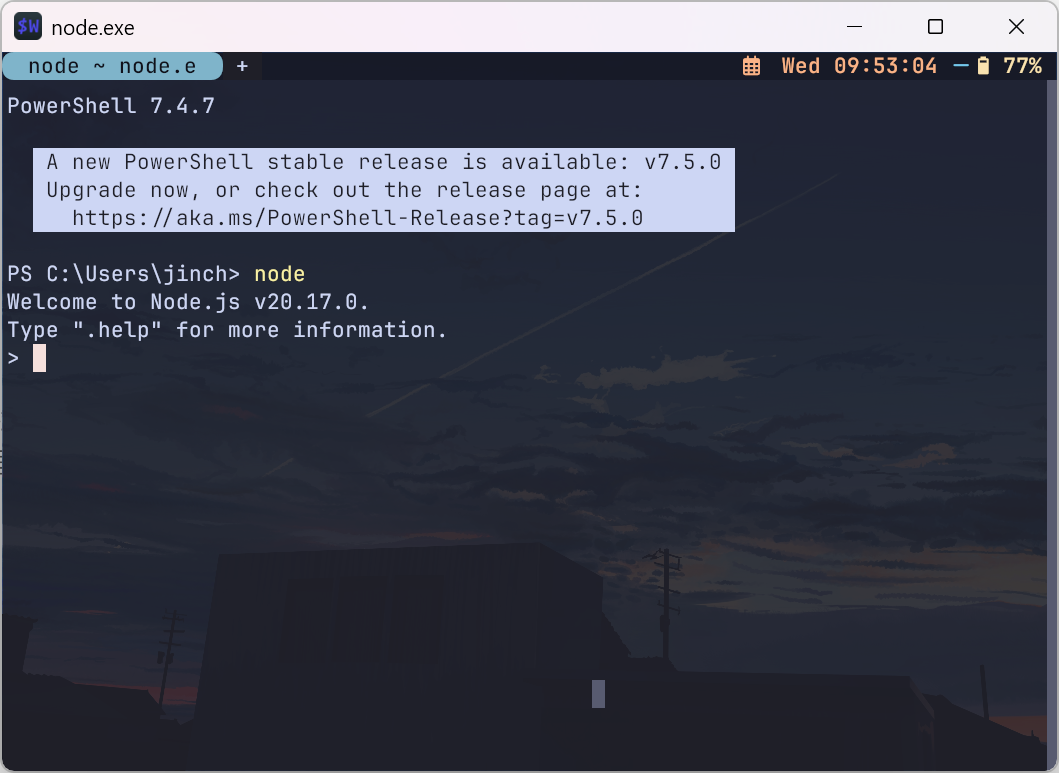 $W node.exe
node ~ node.e + Wed 09:53:04 77%
PowerShell 7.4.7
A new PowerShell stable release is available: v7.5.0
Upgrade now, or check out the release page at:
https://aka.ms/PowerShell-Release?tag=v7.5.0
PS C:\Users\jinch> node
Welcome to Node.js v20.17.0.
Type ".help" for more information.
>